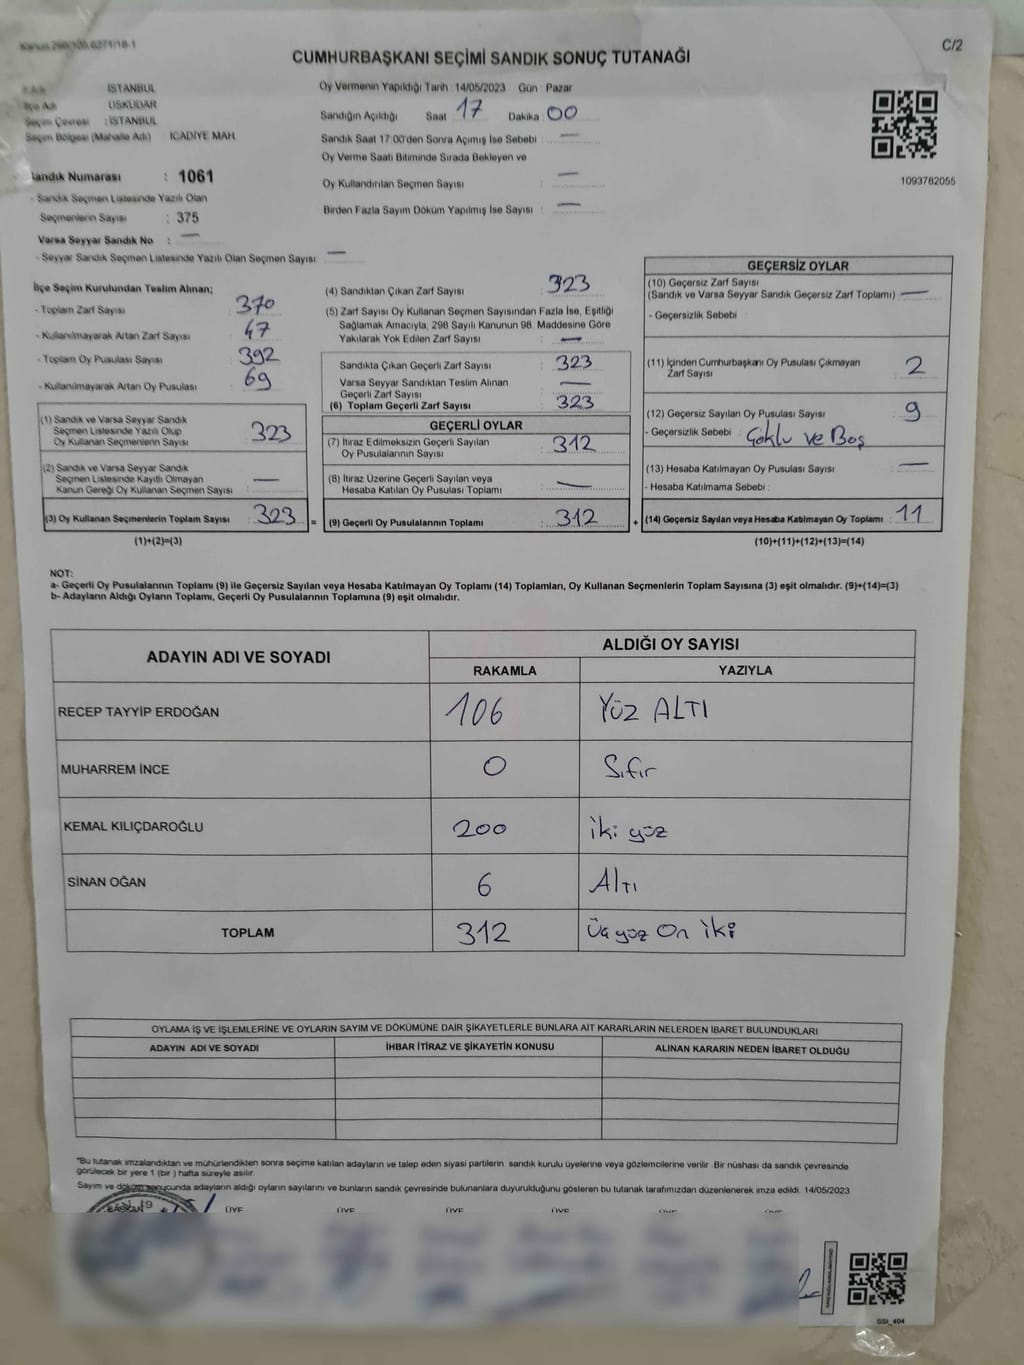 Kanun 298/105,6271/18-1
C/2
CUMHURBAŞKANI SEÇİMİ SANDIK SONUÇ TUTANAĞI
İl Adı : İSTANBUL
İlçe Adı : ÜSKÜDAR
Seçim Çevresi : İSTANBUL
Seçim Bölgesi (Mahalle Adı) : İCADİYE MAH.
Sandık Numarası : 1061
- Sandık Seçmen Listesinde Yazılı Olan
Seçmenlerin Sayısı : 375
Varsa Seyyar Sandık No : —
- Seyyar Sandık Seçmen Listesinde Yazılı Olan Seçmen Sayısı: —
Oy Vermenin Yapıldığı Tarih : 14/05/2023 Gün : Pazar
Sandığın Açıldığı Saat 17 Dakika 00
Sandık Saat 17:00'den Sonra Açımış İse Sebebi : —
Oy Verme Saati Bitiminde Sırada Bekleyen ve
Oy Kullandırılan Seçmen Sayısı : —
Birden Fazla Sayım Döküm Yapılmış İse Sayısı : —
1093782055
İlçe Seçim Kurulundan Teslim Alınan;
- Toplam Zarf Sayısı : 370
- Kullanılmayarak Artan Zarf Sayısı : 47
- Toplam Oy Pusulası Sayısı : 392
- Kullanılmayarak Artan Oy Pusulası : 69
(1) Sandık ve Varsa Seyyar Sandık
Seçmen Listesinde Yazılı Olup
Oy Kullanan Seçmenlerin Sayısı : 323
(2) Sandık ve Varsa Seyyar Sandık
Seçmen Listesinde Kayıtlı Olmayan
Kanun Gereği Oy Kullanan Seçmen Sayısı : —
(3) Oy Kullanan Seçmenlerin Toplam Sayısı : 323
(1)+(2)=(3)
(4) Sandıktan Çıkan Zarf Sayısı : 323
(5) Zarf Sayısı Oy Kullanan Seçmen Sayısından Fazla İse, Eşitliği
Sağlamak Amacıyla; 298 Sayılı Kanunun 98. Maddesine Göre
Yakılarak Yok Edilen Zarf Sayısı : —
Sandıkta Çıkan Geçerli Zarf Sayısı : 323
Varsa Seyyar Sandıktan Teslim Alınan
Geçerli Zarf Sayısı : —
(6) Toplam Geçerli Zarf Sayısı : 323
GEÇERLİ OYLAR
(7) İtiraz Edilmeksizin Geçerli Sayılan
Oy Pusulalarının Sayısı : 312
(8) İtiraz Üzerine Geçerli Sayılan veya
Hesaba Katılan Oy Pusulası Toplamı : —
= (9) Geçerli Oy Pusulalarının Toplamı : 312 +
GEÇERSİZ OYLAR
(10) Geçersiz Zarf Sayısı
(Sandık ve Varsa Seyyar Sandık Geçersiz Zarf Toplamı) : —
- Geçersizlik Sebebi :
(11) İçinden Cumhurbaşkanı Oy Pusulası Çıkmayan
Zarf Sayısı : 2
(12) Geçersiz Sayılan Oy Pusulası Sayısı : 9
- Geçersizlik Sebebi : Çoklu ve Boş
(13) Hesaba Katılmayan Oy Pusulası Sayısı : —
- Hesaba Katılmama Sebebi :
(14) Geçersiz Sayılan veya Hesaba Katılmayan Oy Toplamı : 11
(10)+(11)+(12)+(13)=(14)
NOT:
a- Geçerli Oy Pusulalarının Toplamı (9) ile Geçersiz Sayılan veya Hesaba Katılmayan Oy Toplamı (14) Toplamları, Oy Kullanan Seçmenlerin Toplam Sayısına (3) eşit olmalıdır. (9)+(14)=(3)
b- Adayların Aldığı Oyların Toplamı, Geçerli Oy Pusulalarının Toplamına (9) eşit olmalıdır.
ADAYIN ADI VE SOYADI
ALDIĞI OY SAYISI
RAKAMLA YAZIYLA
RECEP TAYYİP ERDOĞAN 106 YÜZ ALTI
MUHARREM İNCE 0 Sıfır
KEMAL KILIÇDAROĞLU 200 iki yüz
SİNAN OĞAN 6 Altı
TOPLAM 312 Üç yüz On iki
OYLAMA İŞ VE İŞLEMLERİNE VE OYLARIN SAYIM VE DÖKÜMÜNE DAİR ŞİKAYETLERLE BUNLARA AİT KARARLARIN NELERDEN İBARET BULUNDUKLARI
ADAYIN ADI VE SOYADI İHBAR İTİRAZ VE ŞİKAYETİN KONUSU ALINAN KARARIN NEDEN İBARET OLDUĞU
*Bu tutanak imzalandıktan ve mühürlendikten sonra seçime katılan adayların ve talep eden siyasi partilerin sandık kurulu üyelerine veya gözlemcilerine verilir. Bir nüshası da sandık çevresinde
görülecek bir yere 1 (bir ) hafta süreyle asılır.
Sayım ve döküm sonucunda adayların aldığı oyların sayılarını ve bunların sandık çevresinde bulunanlara duyurulduğunu gösteren bu tutanak tarafımızdan düzenlenerek imza edildi. 14/05/2023
BAŞKAN ÜYE ÜYE ÜYE ÜYE ÜYE ÜYE
SSI_404